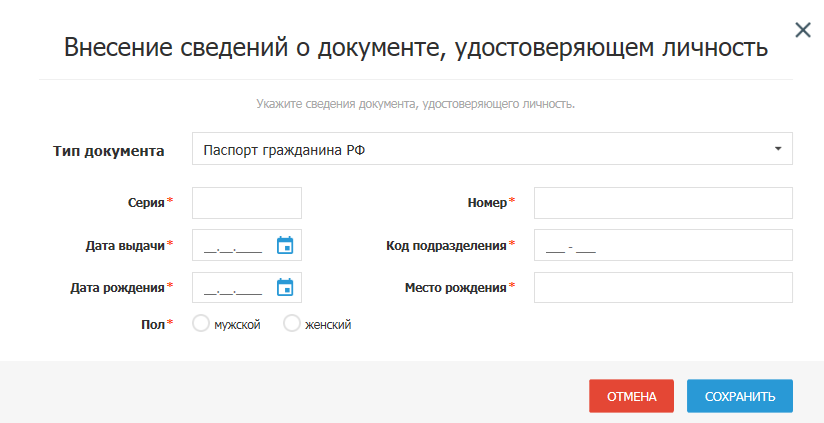 Внесение сведений о документе, удостоверяющем личность
Укажите сведения документа, удостоверяющего личность.
Тип документа Паспорт гражданина РФ
Серия* Номер*
Дата выдачи* __.__.____ Код подразделения* ___ - ___
Дата рождения* __.__.____ Место рождения*
Пол* мужской женский
ОТМЕНА СОХРАНИТЬ